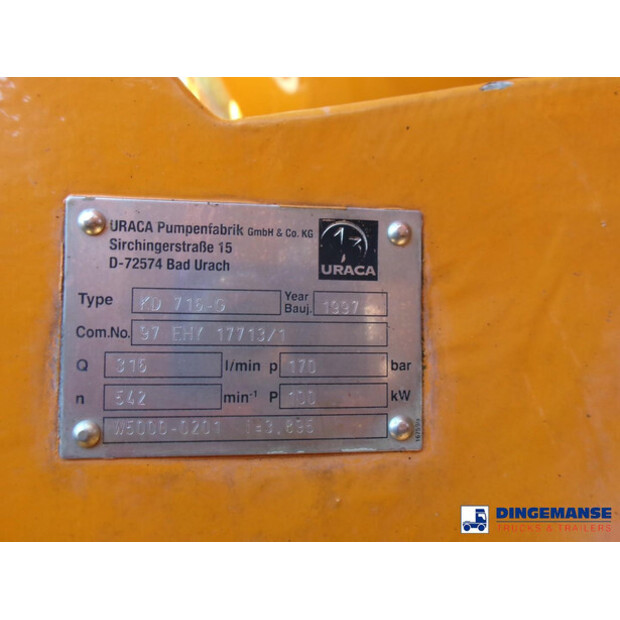 URACA Pumpenfabrik GmbH & Co. KG
Sirchingerstraße 15
D-72574 Bad Urach
URACA
Type KD 716-G Year Bauj. 1997
Com.No. 97 EHY 17713/1
Q 316 l/min p 170 bar
n 542 min⁻¹ P 100 kW
W5000-0201 i=3,695
DINGEMANSE
TRUCKS & TRAILERS